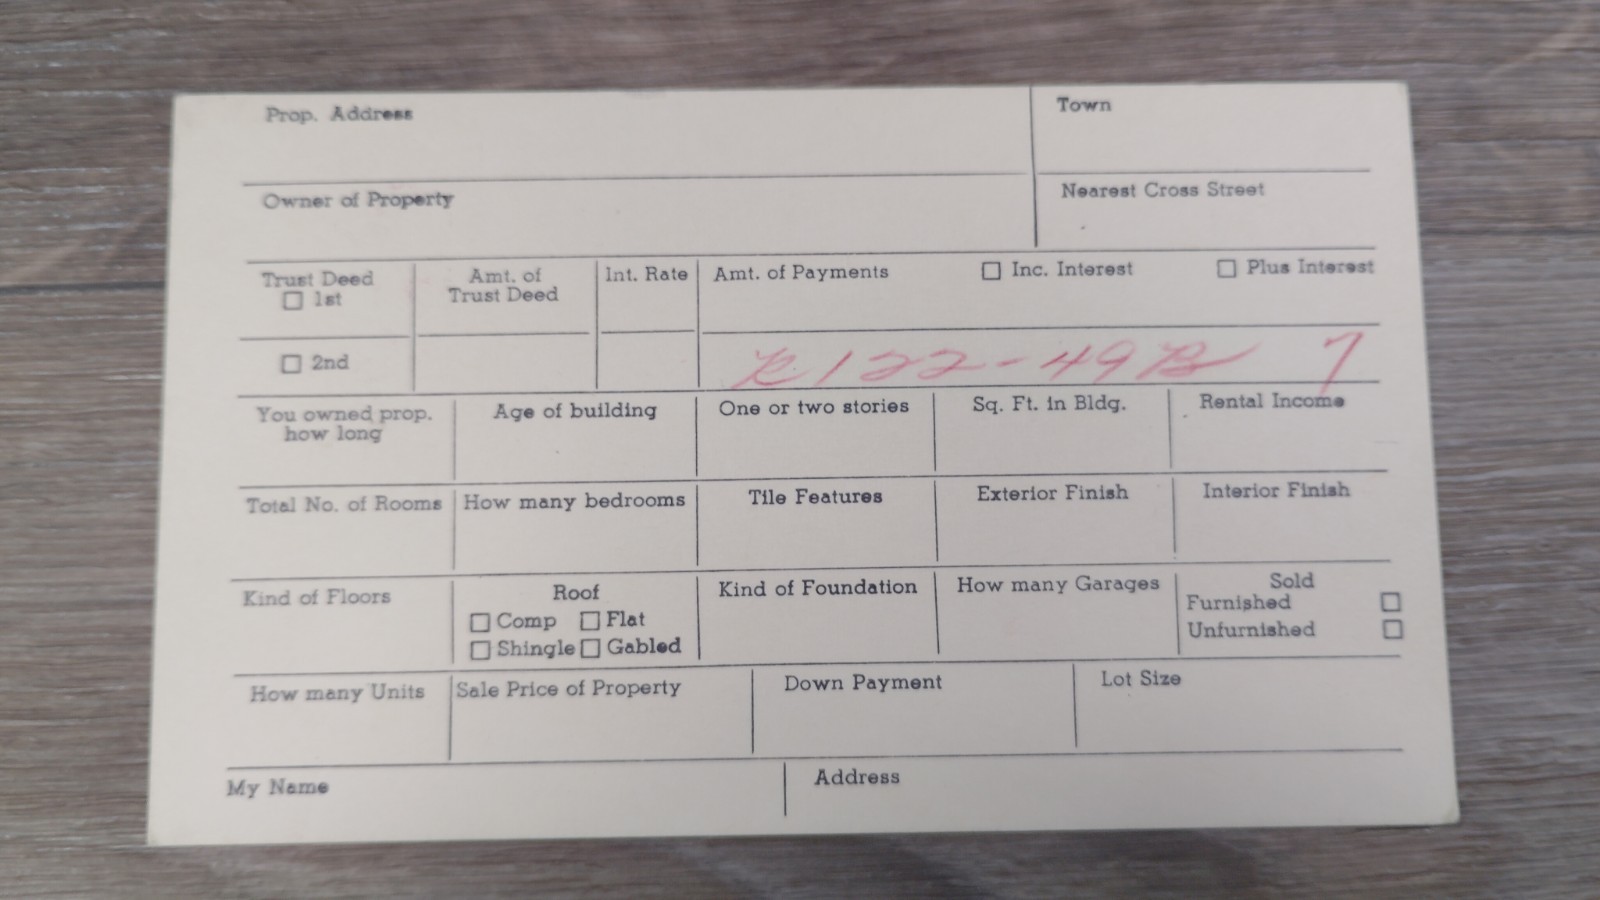 Prop. Address
Town
Owner of Property
Nearest Cross Street
Trust Deed
☐ 1st
Amt. of
Trust Deed
Int. Rate
Amt. of Payments
☐ Inc. Interest
☐ Plus Interest
☐ 2nd
122-49B 7
You owned prop.
how long
Age of building
One or two stories
Sq. Ft. in Bldg.
Rental Income
Total No. of Rooms
How many bedrooms
Tile Features
Exterior Finish
Interior Finish
Kind of Floors
Roof
☐ Comp ☐ Flat
☐ Shingle ☐ Gabled
Kind of Foundation
How many Garages
Sold
Furnished ☐
Unfurnished ☐
How many Units
Sale Price of Property
Down Payment
Lot Size
My Name
Address